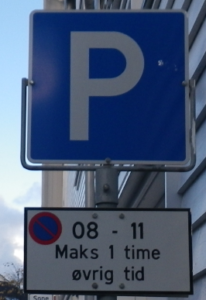 P
08 - 11
Maks 1 time
øvrig tid